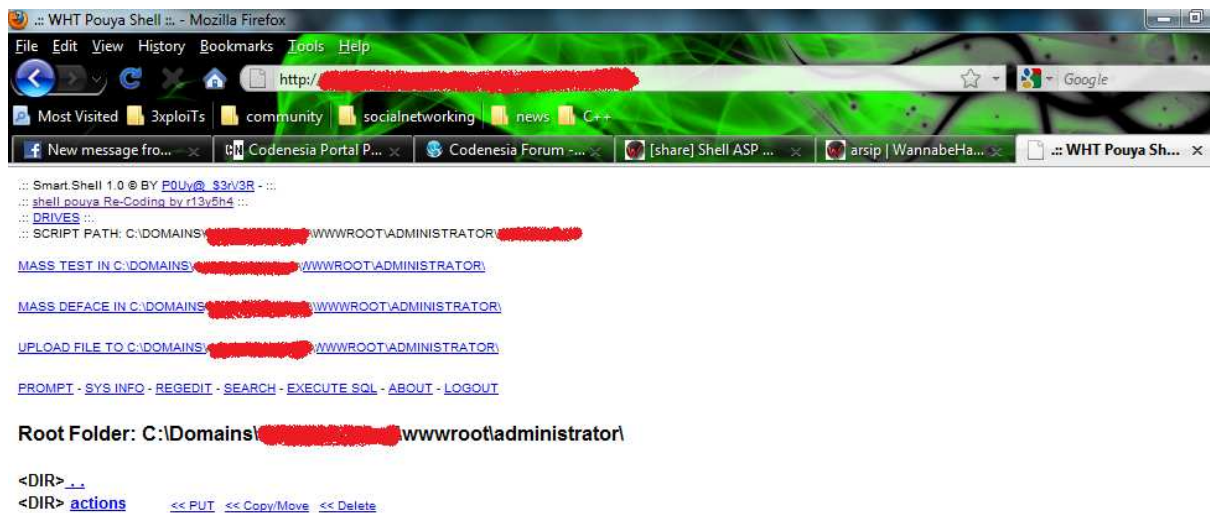 .:: WHT Pouya Shell ::. - Mozilla Firefox
File Edit View History Bookmarks Tools Help
http:/
Google
Most Visited 3xploiTs community socialnetworking news C++
New message fro... Codenesia Portal P... Codenesia Forum -... [share] Shell ASP ... arsip | WannabeHa... .:: WHT Pouya Sh...
.:: Smart.Shell 1.0 © BY P0Uy@_S3r\/3R - ::.
.:: shell pouya Re-Coding by r13y5h4 ::.
.:: DRIVES ::.
.:: SCRIPT PATH: C:\DOMAINS\ \WWWROOT\ADMINISTRATOR\
MASS TEST IN C:\DOMAINS\ \WWWROOT\ADMINISTRATOR\
MASS DEFACE IN C:\DOMAINS\ \WWWROOT\ADMINISTRATOR\
UPLOAD FILE TO C:\DOMAINS\ \WWWROOT\ADMINISTRATOR\
PROMPT - SYS INFO - REGEDIT - SEARCH - EXECUTE SQL - ABOUT - LOGOUT
Root Folder: C:\Domains\ \wwwroot\administrator\
<DIR> . .
<DIR> actions << PUT << Copy/Move << Delete